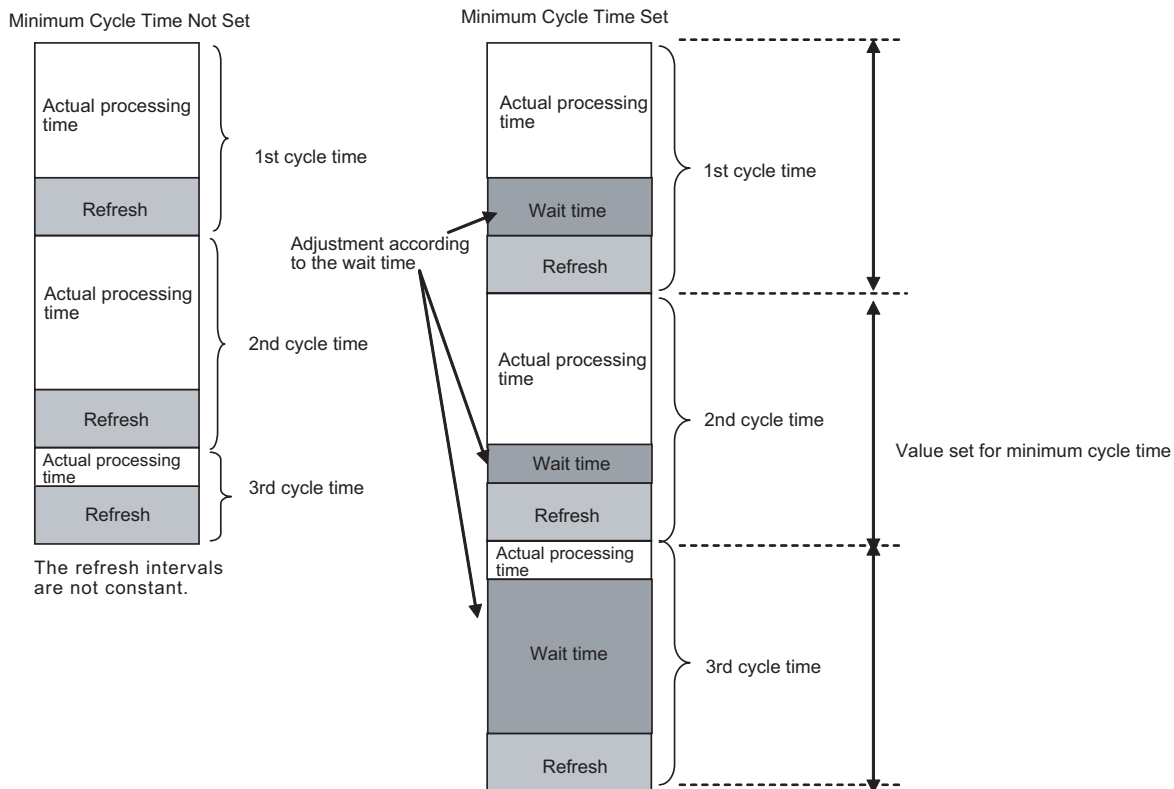 Minimum Cycle Time Not Set
Actual processing
time
Refresh
1st cycle time
Actual processing
time
Refresh
2nd cycle time
Actual processing
time
Refresh
3rd cycle time
The refresh intervals
are not constant.
Adjustment according
to the wait time
Minimum Cycle Time Set
Actual processing
time
Wait time
Refresh
1st cycle time
Actual processing
time
Wait time
Refresh
2nd cycle time
Actual processing
time
Wait time
Refresh
3rd cycle time
Value set for minimum cycle time